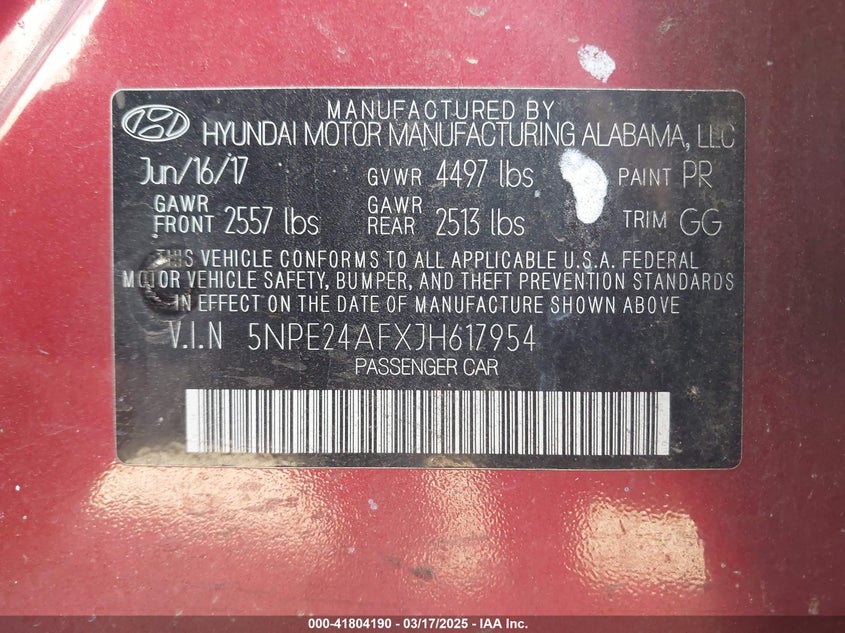 MANUFACTURED BY
HYUNDAI MOTOR MANUFACTURING ALABAMA, LLC
Jun/16/17 GVWR 4497 lbs PAINT PR
GAWR FRONT 2557 lbs GAWR REAR 2513 lbs TRIM GG
THIS VEHICLE CONFORMS TO ALL APPLICABLE U.S.A. FEDERAL
MOTOR VEHICLE SAFETY, BUMPER, AND THEFT PREVENTION STANDARDS
IN EFFECT ON THE DATE OF MANUFACTURE SHOWN ABOVE
V.I.N 5NPE24AFXJH617954
PASSENGER CAR
000-41804190 - 03/17/2025 - IAA Inc.